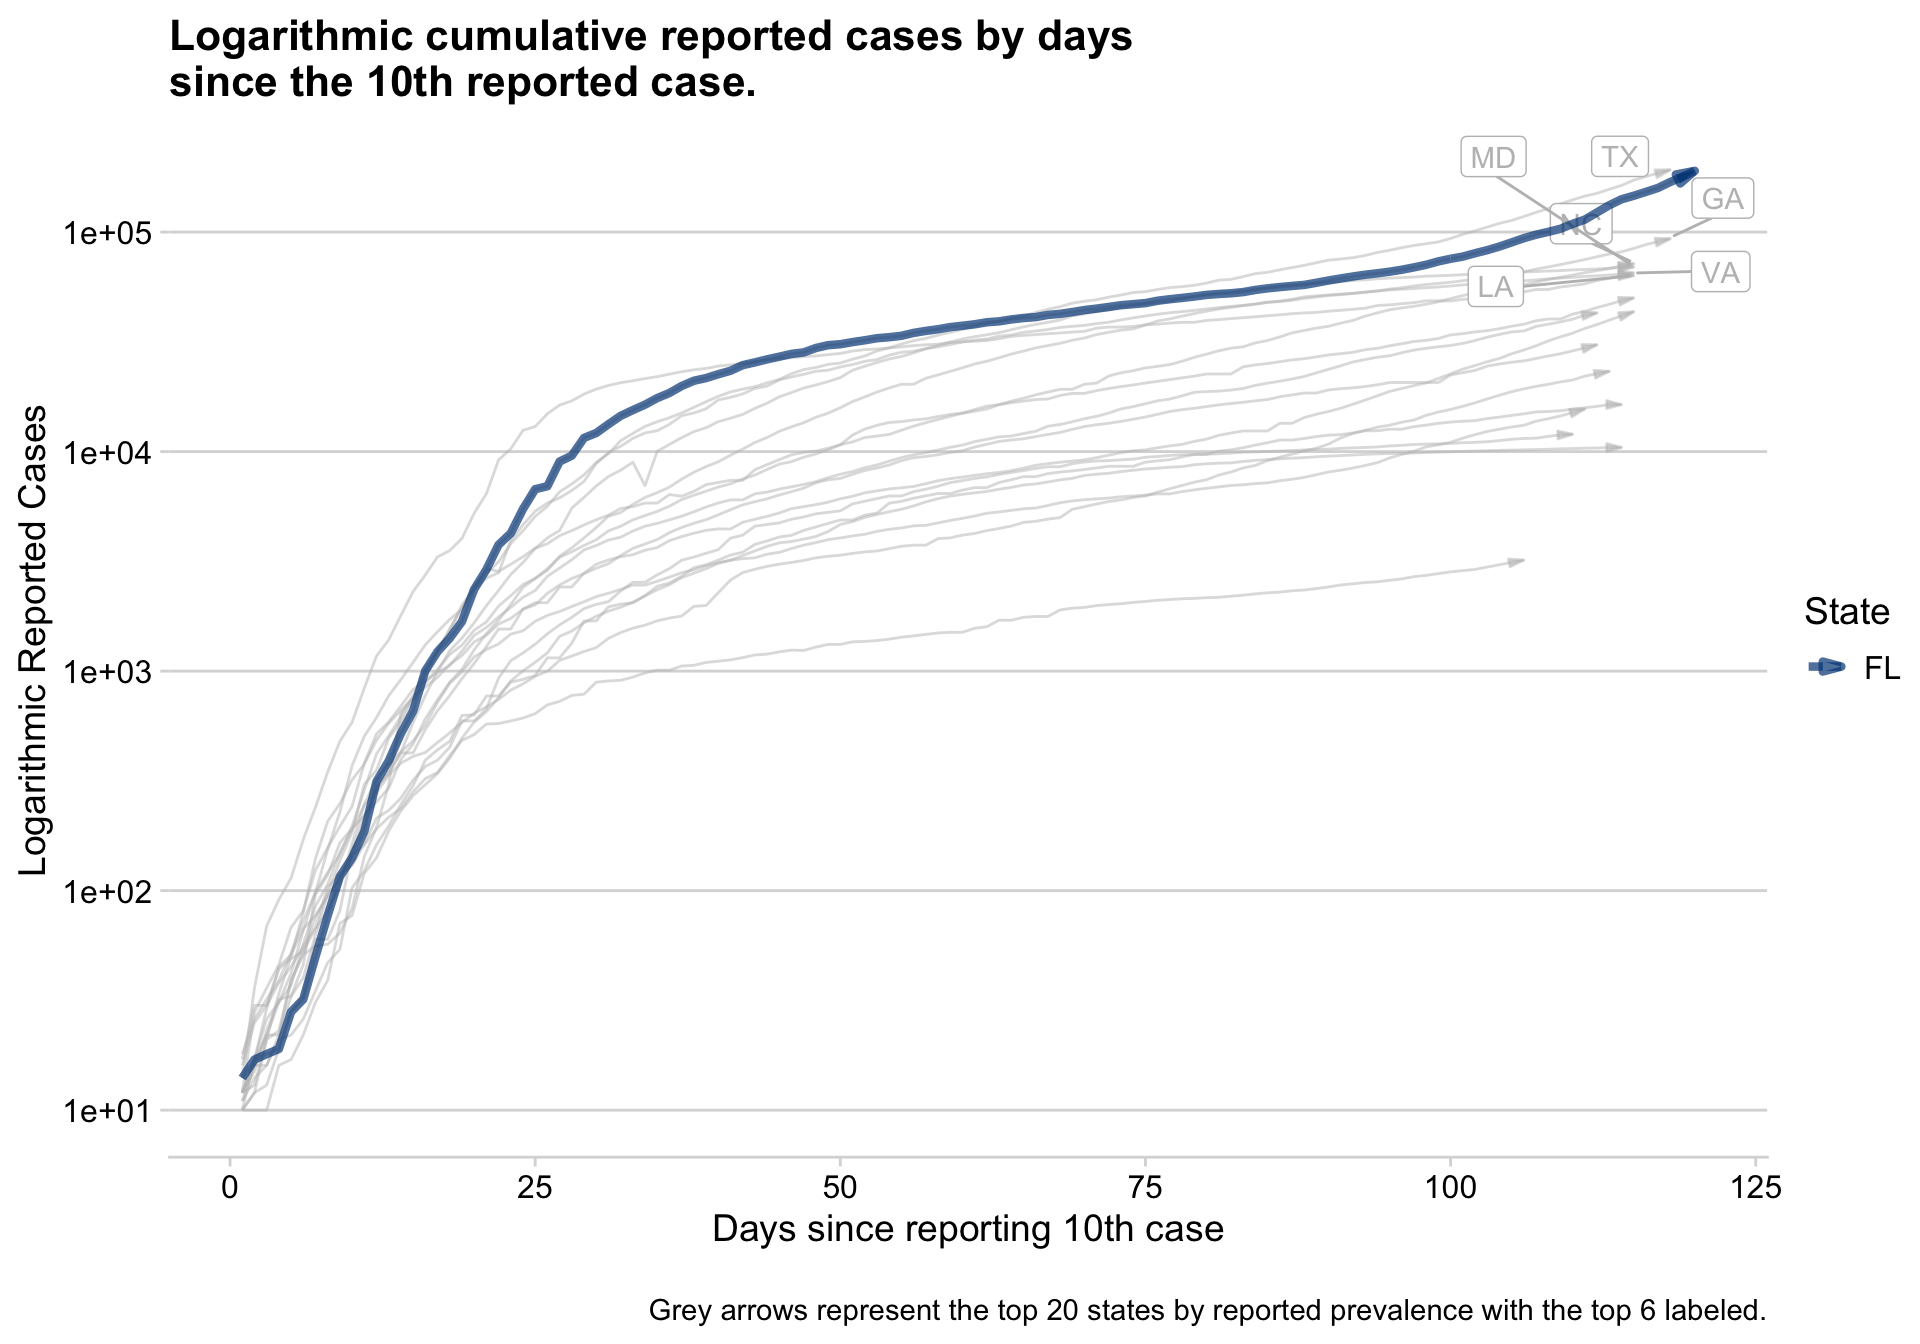 Logarithmic cumulative reported cases by days
since the 10th reported case.
MD
TX
GA
NC
VA
LA
1e+05
1e+04
1e+03
1e+02
1e+01
Logarithmic Reported Cases
State
FL
0 25 50 75 100 125
Days since reporting 10th case
Grey arrows represent the top 20 states by reported prevalence with the top 6 labeled.